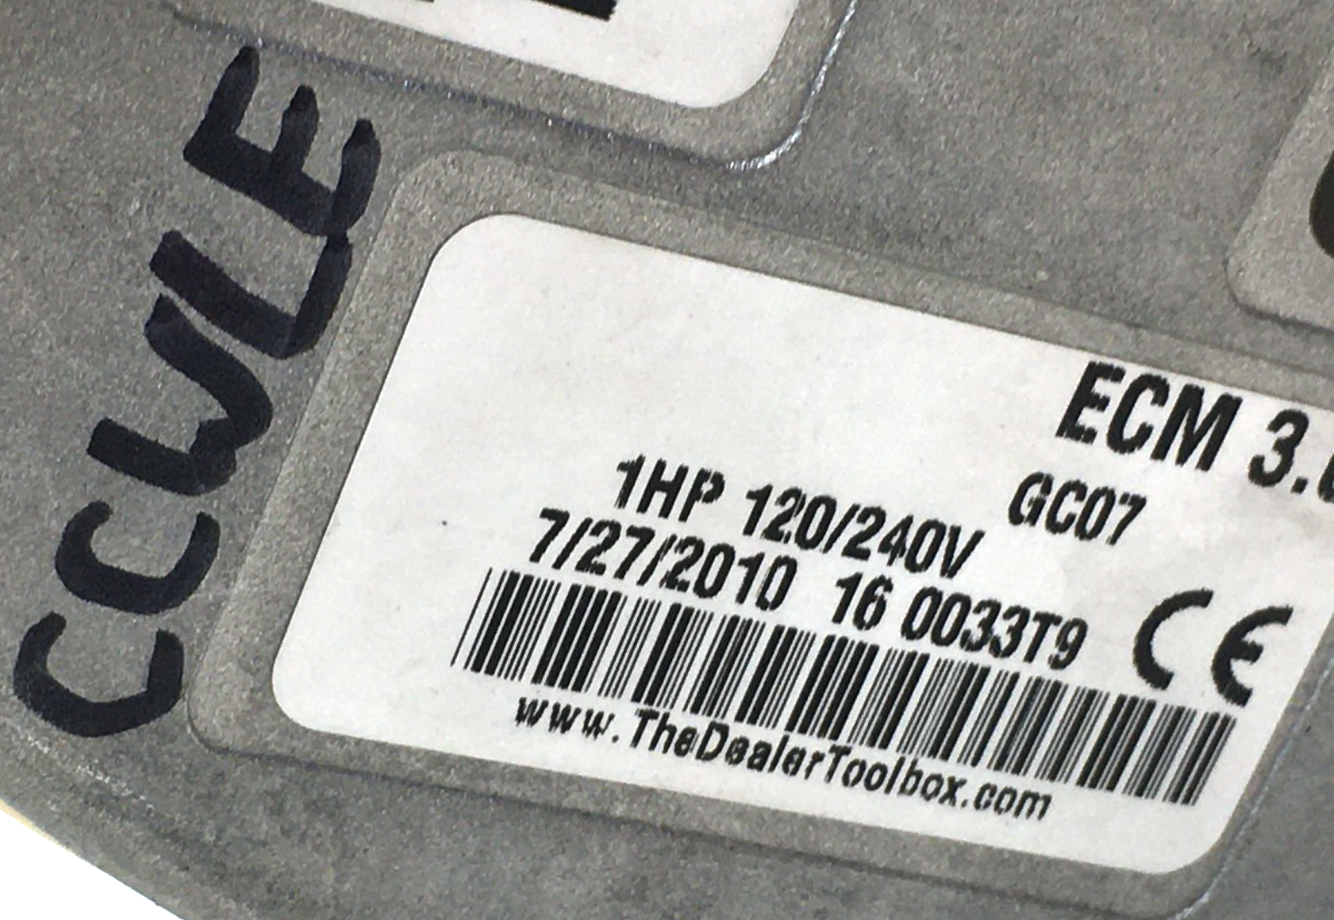 CCWLE
ECM 3.
GC07
1HP 120/240V
7/27/2010 16 0033T9
CE
www.TheDealerToolbox.com